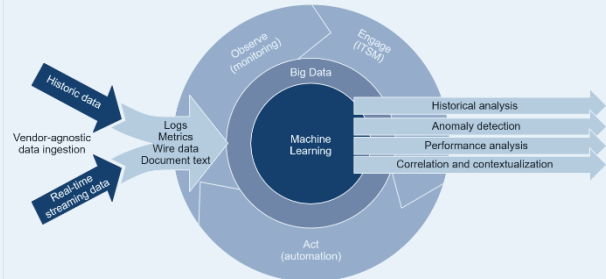 Historic data
Vendor-agnostic
data ingestion
Real-time
streaming data
Logs
Metrics
Wire data
Document text
Observe
(monitoring)
Engage
(ITSM)
Act
(automation)
Big Data
Machine
Learning
Historical analysis
Anomaly detection
Performance analysis
Correlation and contextualization